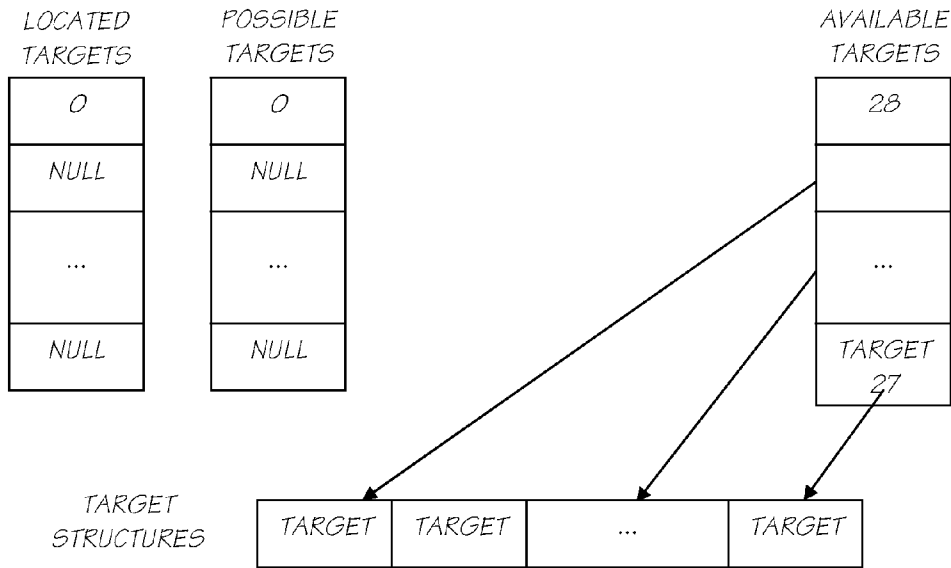 LOCATED
TARGETS
0
NULL
...
NULL
POSSIBLE
TARGETS
0
NULL
...
NULL
AVAILABLE
TARGETS
28
...
TARGET
27
TARGET
STRUCTURES
TARGET
TARGET
...
TARGET